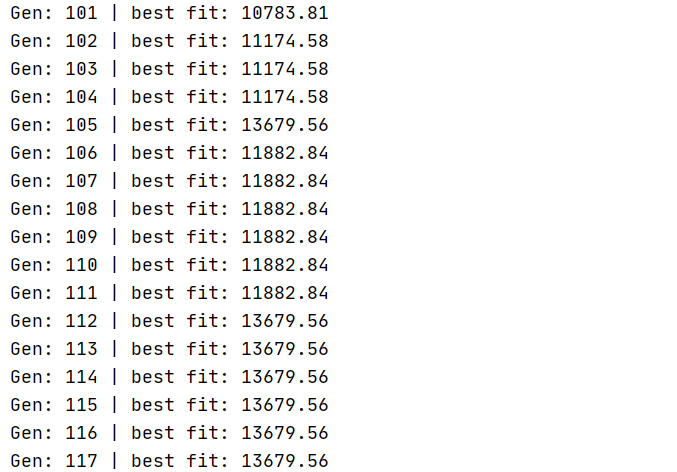 Gen: 101 | best fit: 10783.81
Gen: 102 | best fit: 11174.58
Gen: 103 | best fit: 11174.58
Gen: 104 | best fit: 11174.58
Gen: 105 | best fit: 13679.56
Gen: 106 | best fit: 11882.84
Gen: 107 | best fit: 11882.84
Gen: 108 | best fit: 11882.84
Gen: 109 | best fit: 11882.84
Gen: 110 | best fit: 11882.84
Gen: 111 | best fit: 11882.84
Gen: 112 | best fit: 13679.56
Gen: 113 | best fit: 13679.56
Gen: 114 | best fit: 13679.56
Gen: 115 | best fit: 13679.56
Gen: 116 | best fit: 13679.56
Gen: 117 | best fit: 13679.56